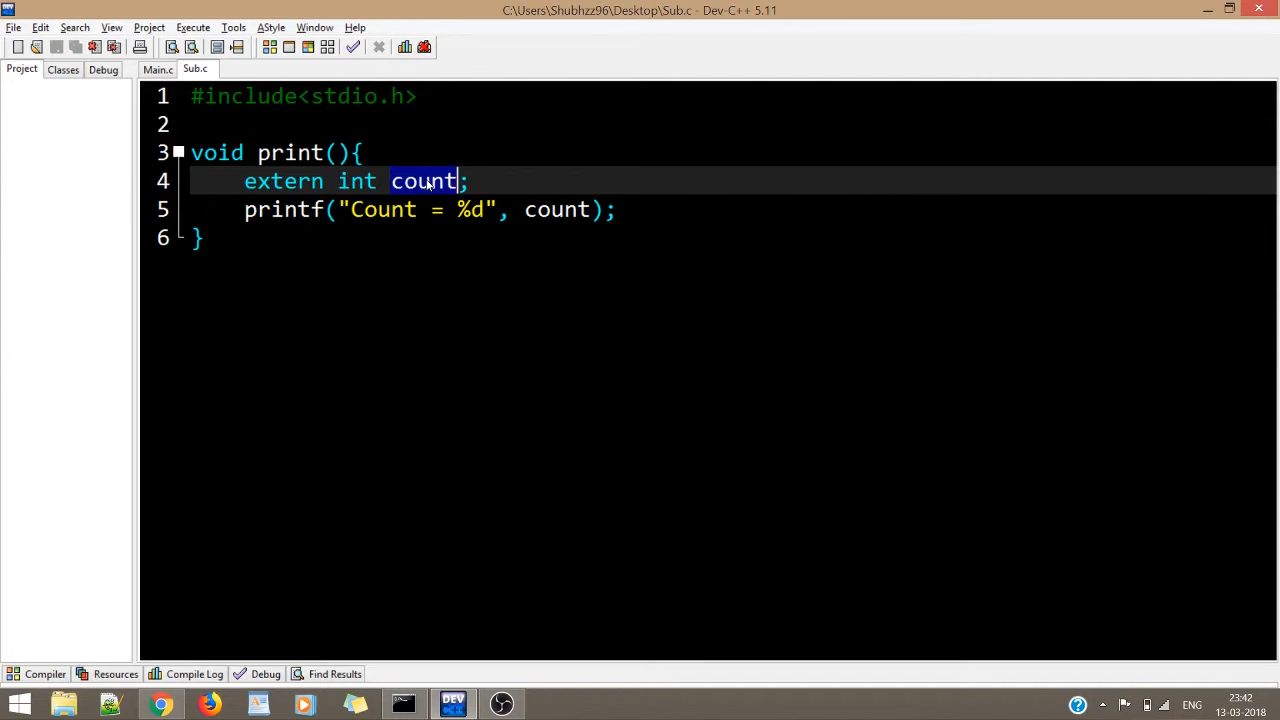 C:\Users\Shubhzz96\Desktop\Sub.c - Dev-C++ 5.11
File Edit Search View Project Execute Tools AStyle Window Help
Project Classes Debug Main.c Sub.c
1 #include<stdio.h>
2
3 void print(){
4 extern int count;
5 printf("Count = %d", count);
6 }
Compiler Resources Compile Log Debug Find Results
DEV C++
23:42
13-03-2018